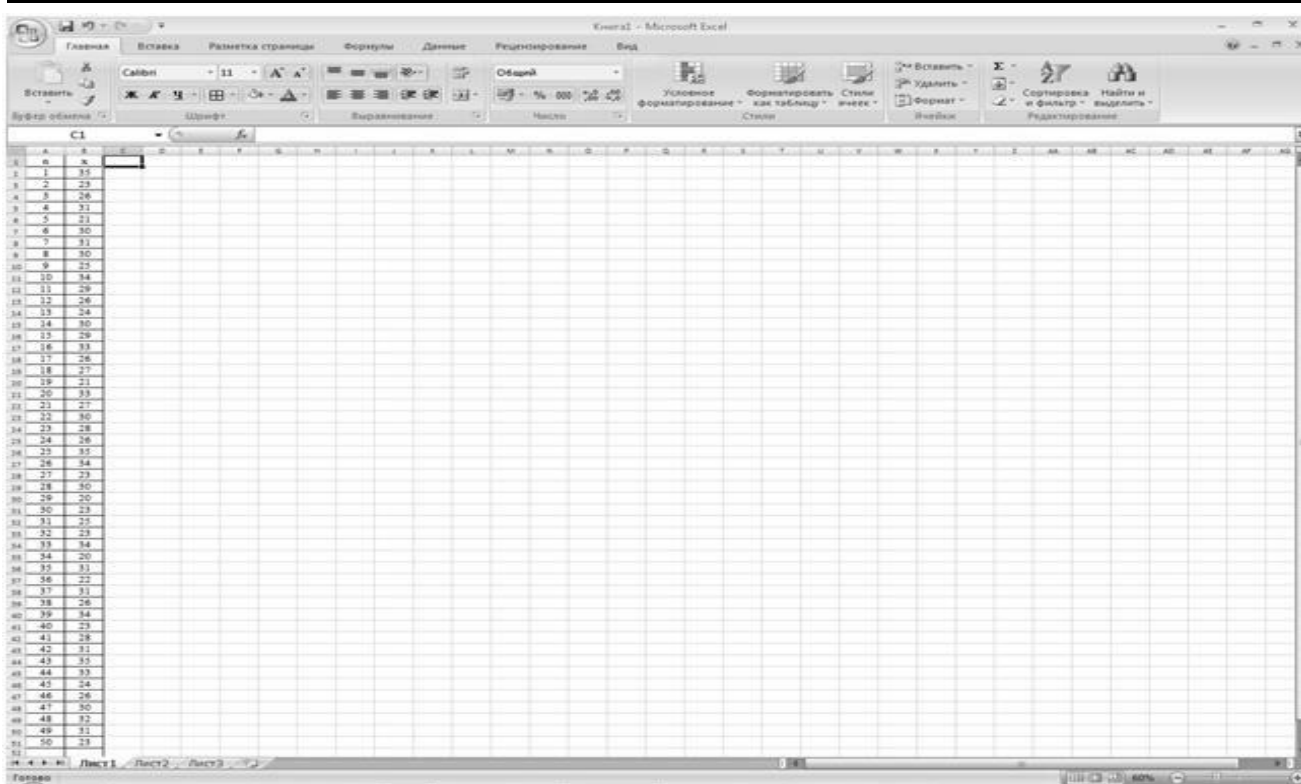 Книга1 - Microsoft Excel
Главная Вставка Разметка страницы Формулы Данные Рецензирование Вид
Вставить
Calibri 11
Ж К Ч
Общий
% 000
Условное форматирование
Форматировать как таблицу
Стили ячеек
Вставить
Удалить
Формат
Σ
Сортировка и фильтр
Найти и выделить
Буфер обмена Шрифт Выравнивание Число Стили Ячейки Редактирование
C1 fx
n x
1 35
2 23
3 26
4 31
5 21
6 30
7 31
8 30
9 25
10 34
11 29
12 26
13 24
14 30
15 29
16 33
17 26
18 27
19 21
20 33
21 27
22 30
23 28
24 26
25 35
26 34
27 23
28 30
29 20
30 23
31 25
32 23
33 34
34 20
35 31
36 22
37 31
38 26
39 34
40 23
41 28
42 31
43 35
44 33
45 24
46 26
47 30
48 32
49 31
50 23
Лист1 Лист2 Лист3
Готово 60%